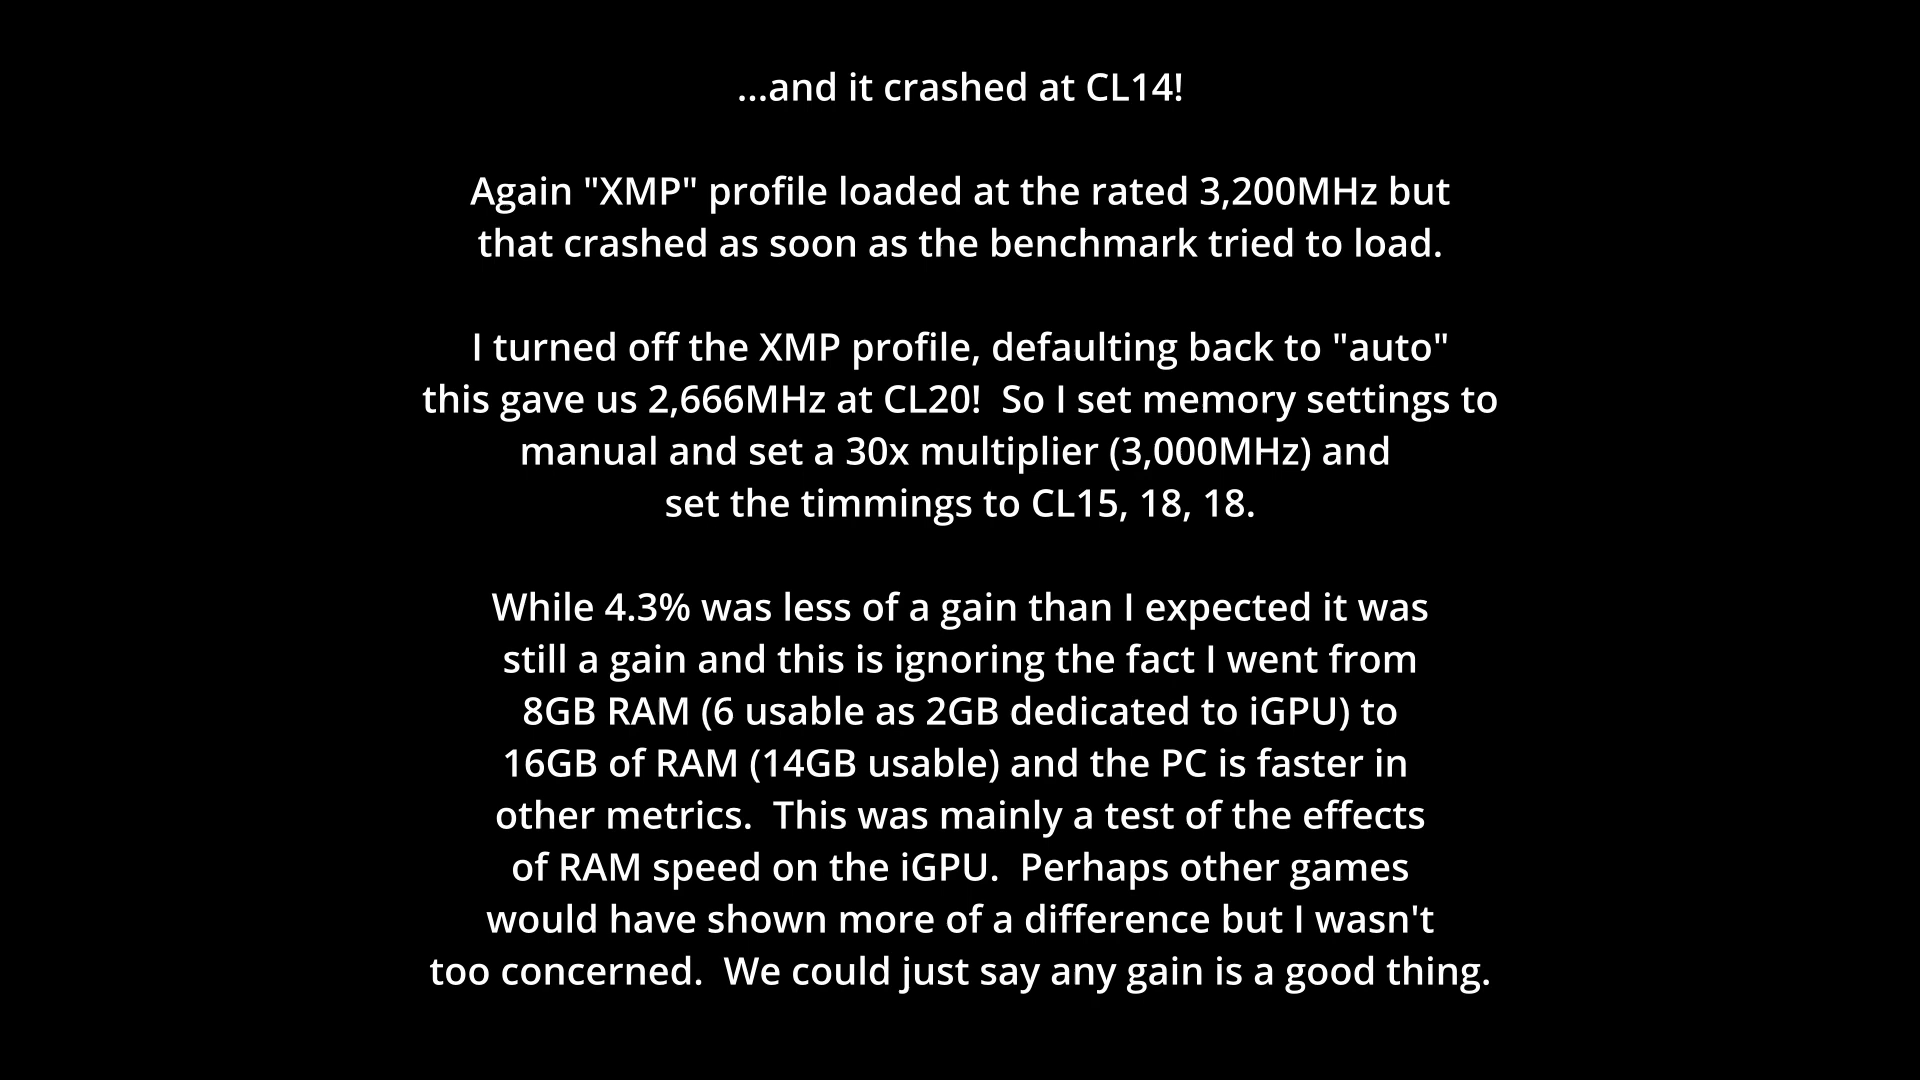 ...and it crashed at CL14!
Again "XMP" profile loaded at the rated 3,200MHz but
that crashed as soon as the benchmark tried to load.
I turned off the XMP profile, defaulting back to "auto"
this gave us 2,666MHz at CL20!  So I set memory settings to
manual and set a 30x multiplier (3,000MHz) and
set the timmings to CL15, 18, 18.
While 4.3% was less of a gain than I expected it was
still a gain and this is ignoring the fact I went from
8GB RAM (6 usable as 2GB dedicated to iGPU) to
16GB of RAM (14GB usable) and the PC is faster in
other metrics.  This was mainly a test of the effects
of RAM speed on the iGPU.  Perhaps other games
would have shown more of a difference but I wasn't
too concerned.  We could just say any gain is a good thing.